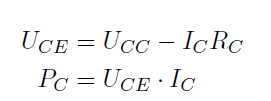 U_{CE} = U_{CC} − I_C R_C
P_C = U_{CE} · I_C